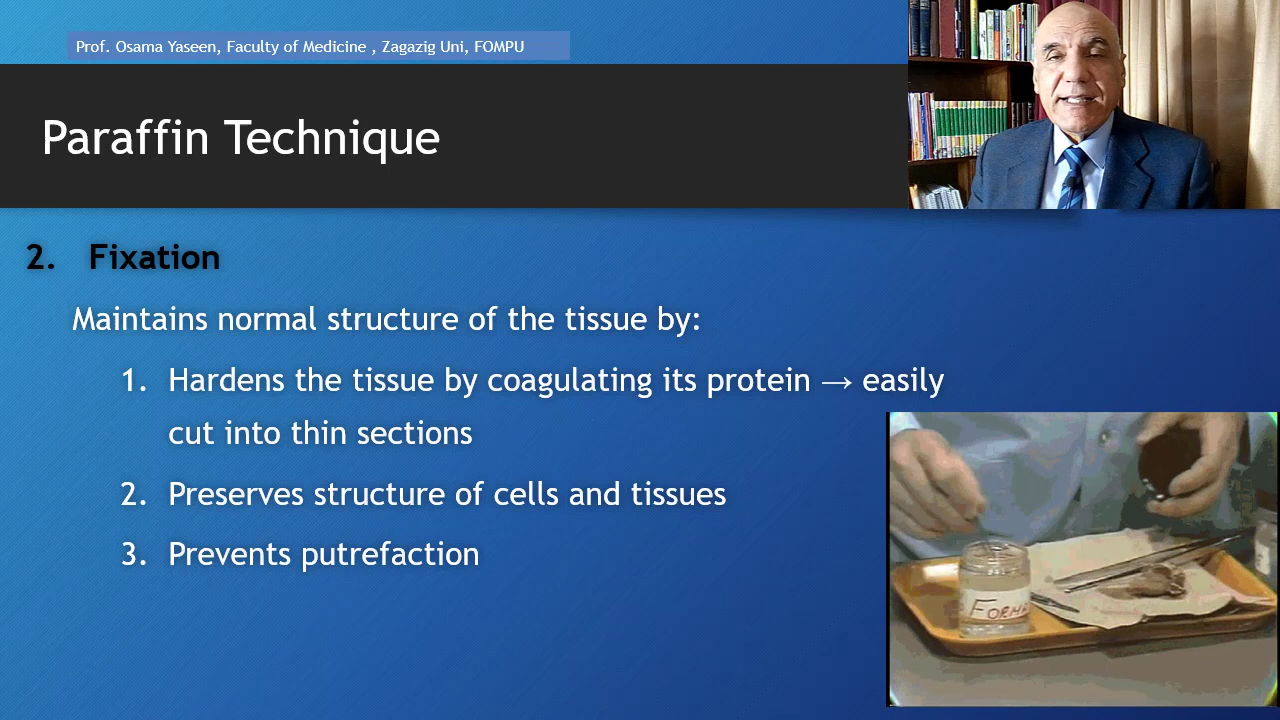 Prof. Osama Yaseen, Faculty of Medicine , Zagazig Uni, FOMPU
Paraffin Technique
2. Fixation
Maintains normal structure of the tissue by:
1. Hardens the tissue by coagulating its protein → easily
cut into thin sections
2. Preserves structure of cells and tissues
3. Prevents putrefaction